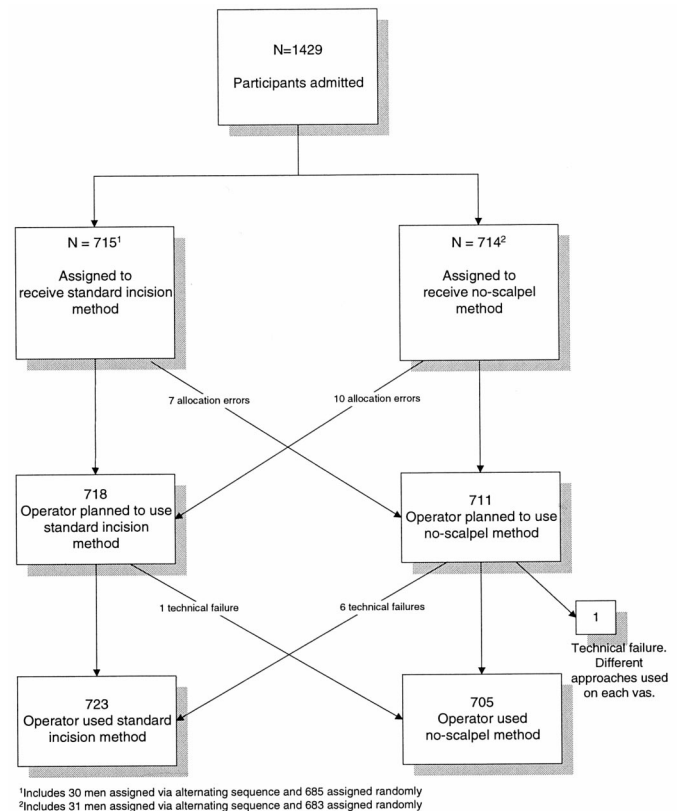 N=1429
Participants admitted
N = 715¹
Assigned to
receive standard incision
method
N = 714²
Assigned to
receive no-scalpel
method
7 allocation errors
10 allocation errors
718
Operator planned to use
standard incision
method
711
Operator planned to use
no-scalpel method
1 technical failure
6 technical failures
1
Technical failure.
Different
approaches used
on each vas.
723
Operator used standard
incision method
705
Operator used
no-scalpel method
¹Includes 30 men assigned via alternating sequence and 685 assigned randomly
²Includes 31 men assigned via alternating sequence and 683 assigned randomly